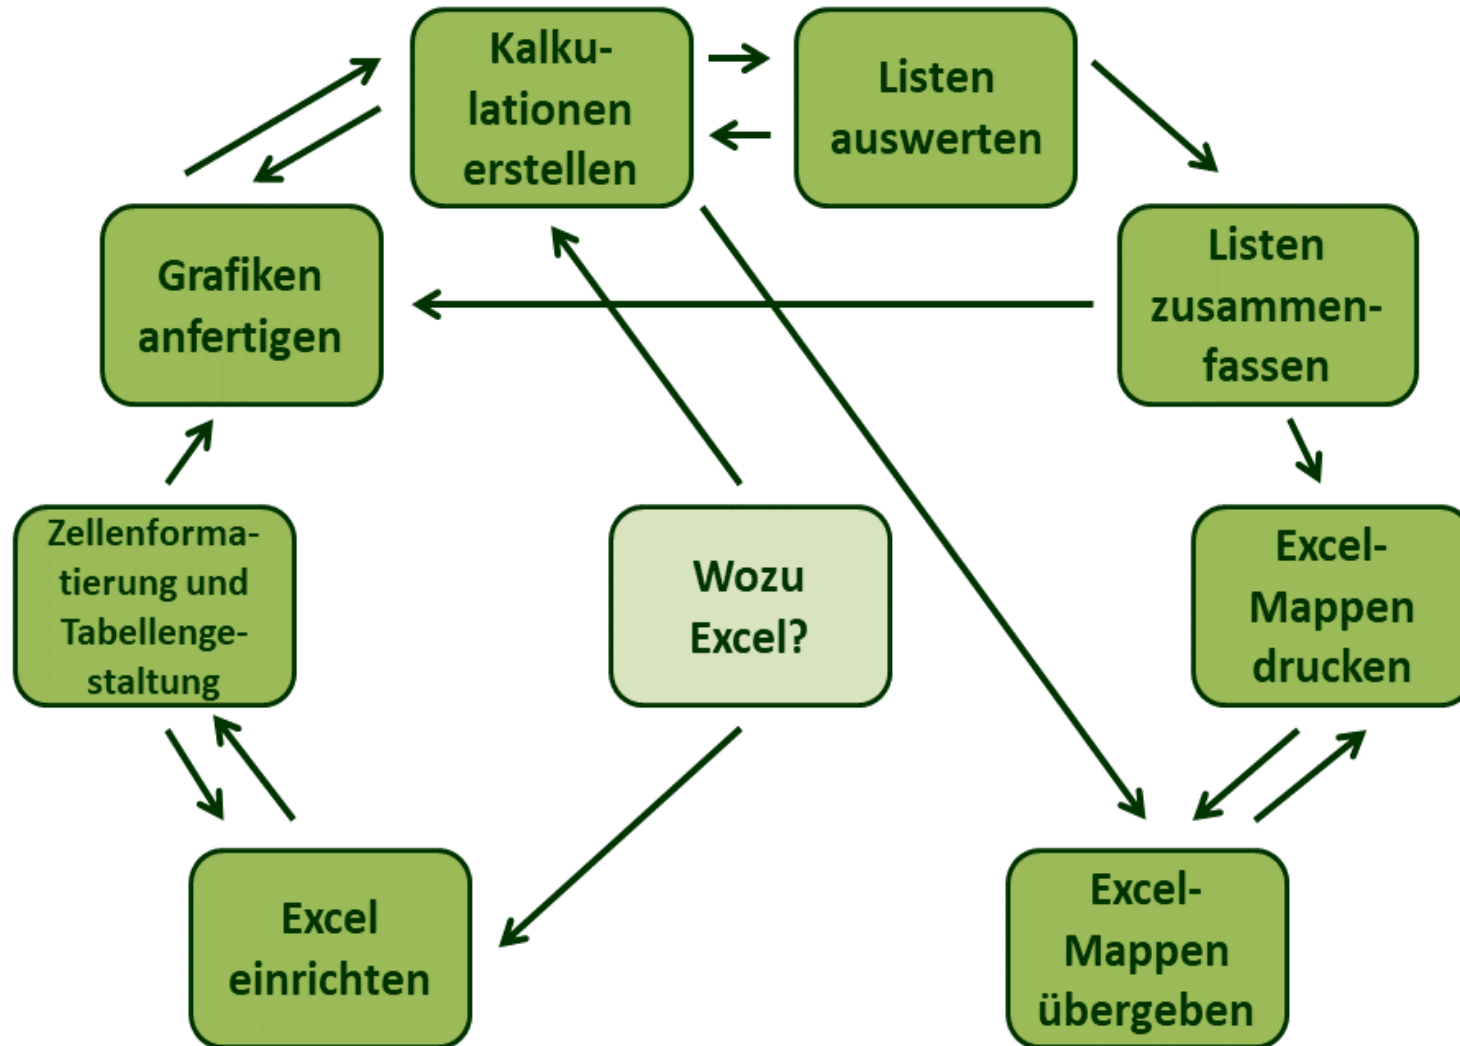 Kalku-
lationen
erstellen
Listen
auswerten
Grafiken
anfertigen
Listen
zusammen-
fassen
Zellenforma-
tierung und
Tabellenge-
staltung
Wozu
Excel?
Excel-
Mappen
drucken
Excel
einrichten
Excel-
Mappen
übergeben